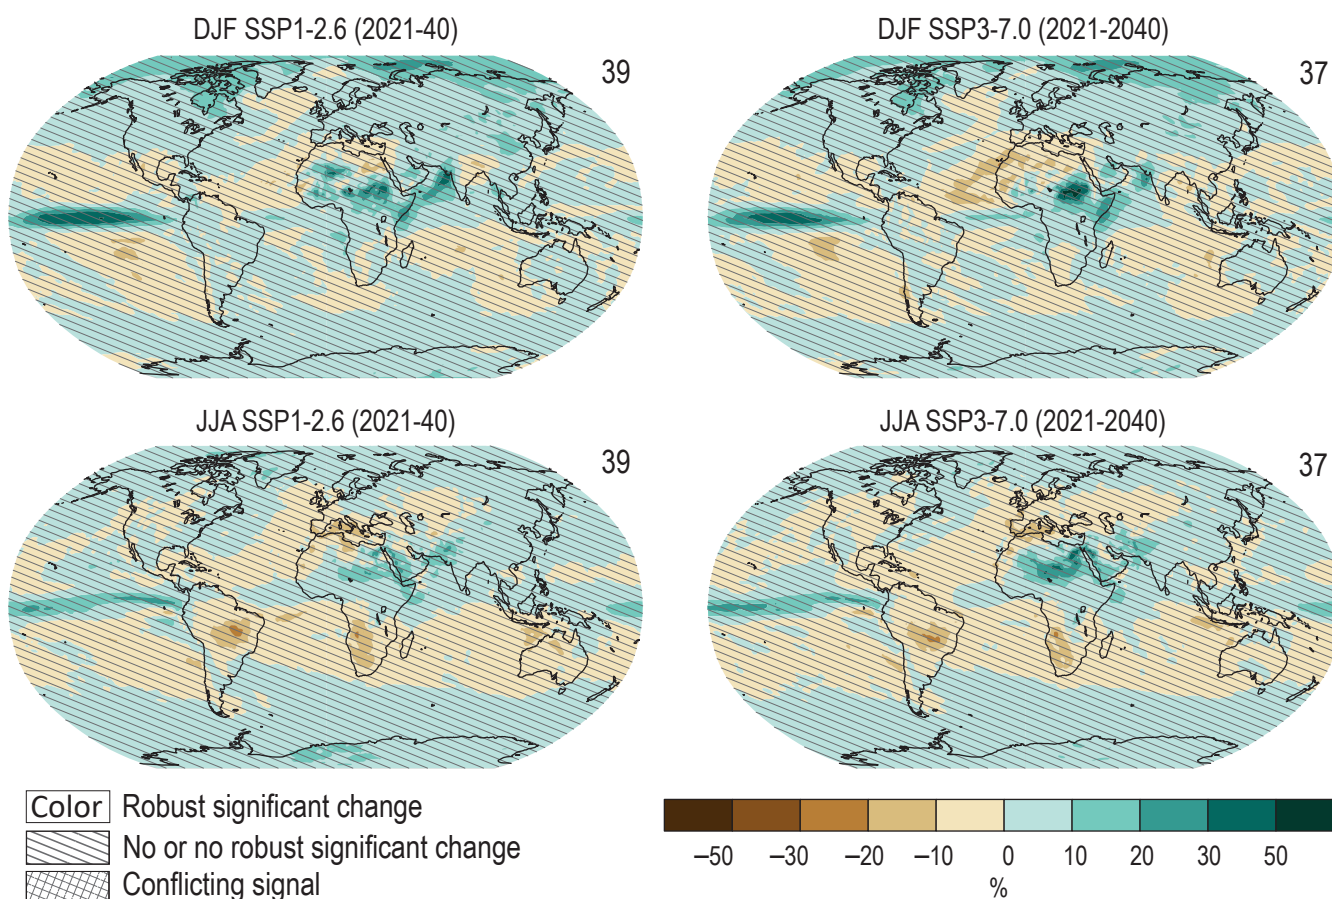 DJF SSP1-2.6 (2021-40)
DJF SSP3-7.0 (2021-2040)
39
37
JJA SSP1-2.6 (2021-40)
JJA SSP3-7.0 (2021-2040)
39
37
Color Robust significant change
No or no robust significant change
Conflicting signal
–50 –30 –20 –10 0 10 20 30 50
%